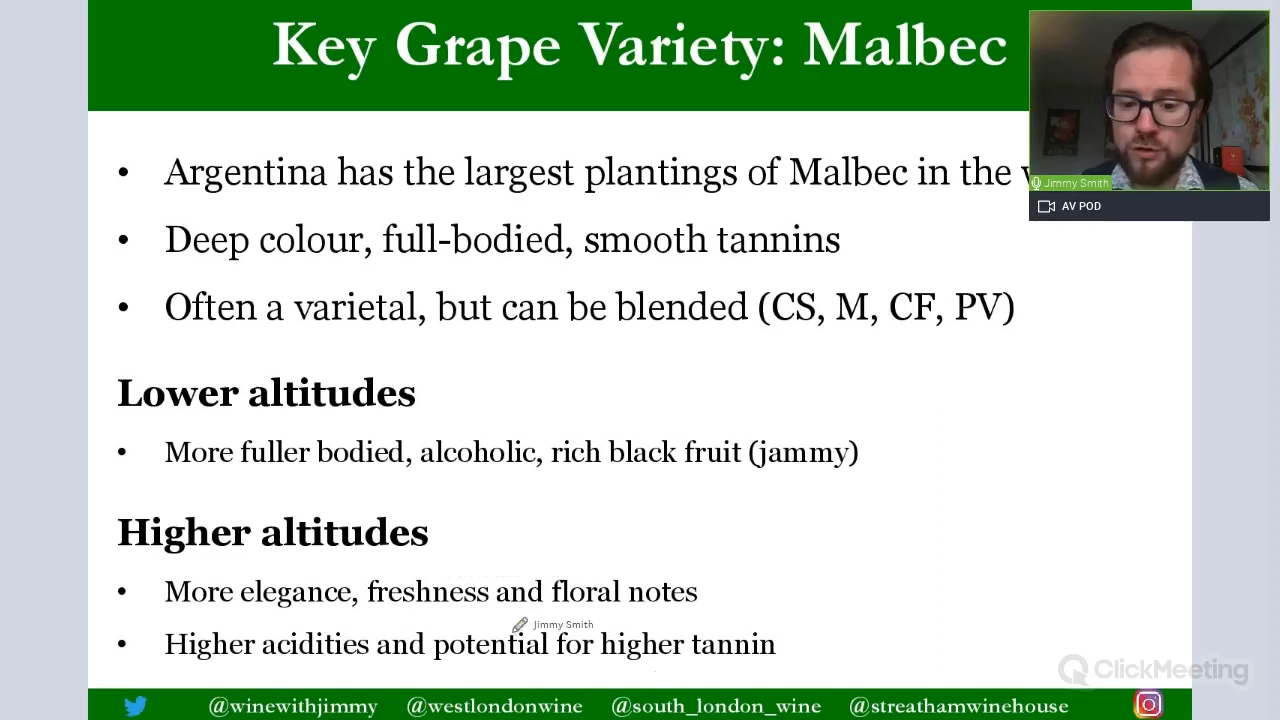 Key Grape Variety: Malbec
• Argentina has the largest plantings of Malbec in the
• Deep colour, full-bodied, smooth tannins
• Often a varietal, but can be blended (CS, M, CF, PV)
Lower altitudes
• More fuller bodied, alcoholic, rich black fruit (jammy)
Higher altitudes
• More elegance, freshness and floral notes
• Higher acidities and potential for higher tannin
Jimmy Smith
AV POD
Jimmy Smith
ClickMeeting
@winewithjimmy @westlondonwine @south_london_wine @streathamwinehouse